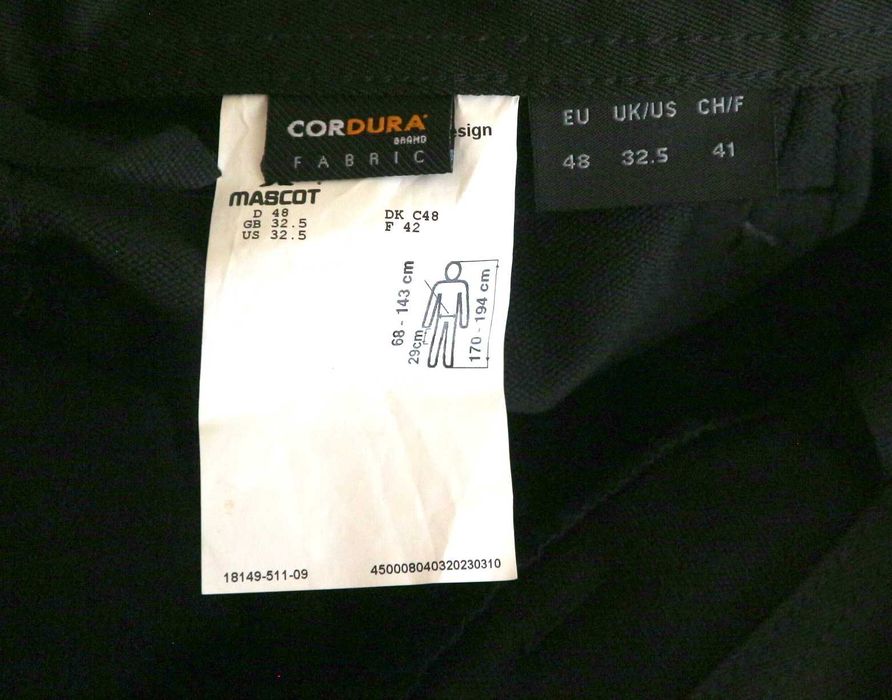 CORDURA
BRAND
FABRIC
esign
MASCOT
D 48
GB 32.5
US 32.5
DK C48
F 42
68 - 143 cm
29cm
170 - 194 cm
18149-511-09
450008040320230310
EU UK/US CH/F
48 32.5 41